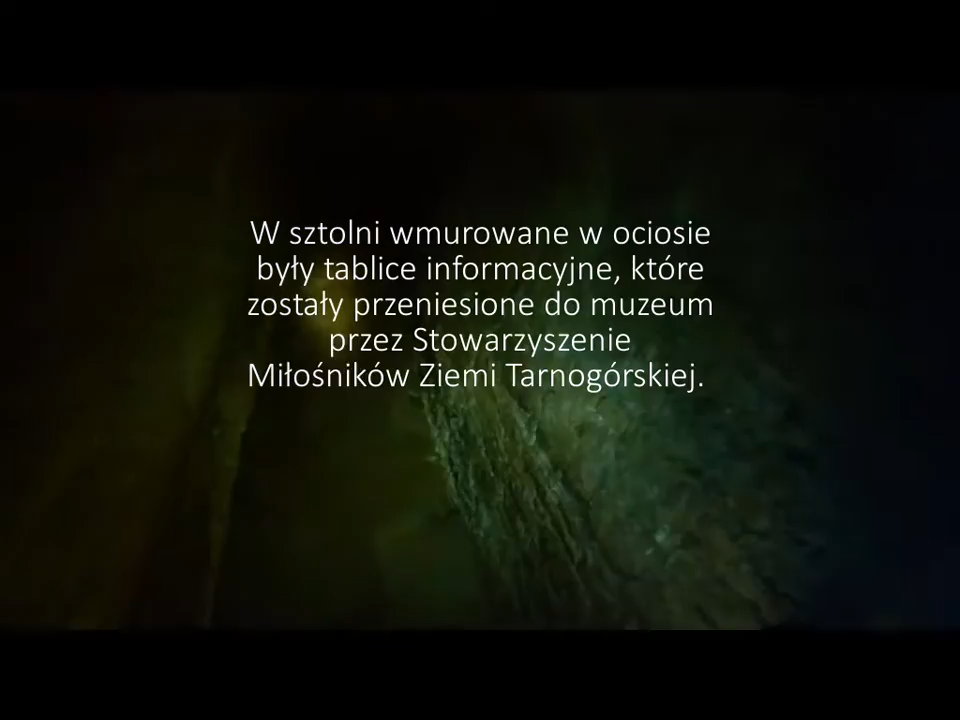 W sztolni wmurowane w ociosie
były tablice informacyjne, które
zostały przeniesione do muzeum
przez Stowarzyszenie
Miłośników Ziemi Tarnogórskiej.